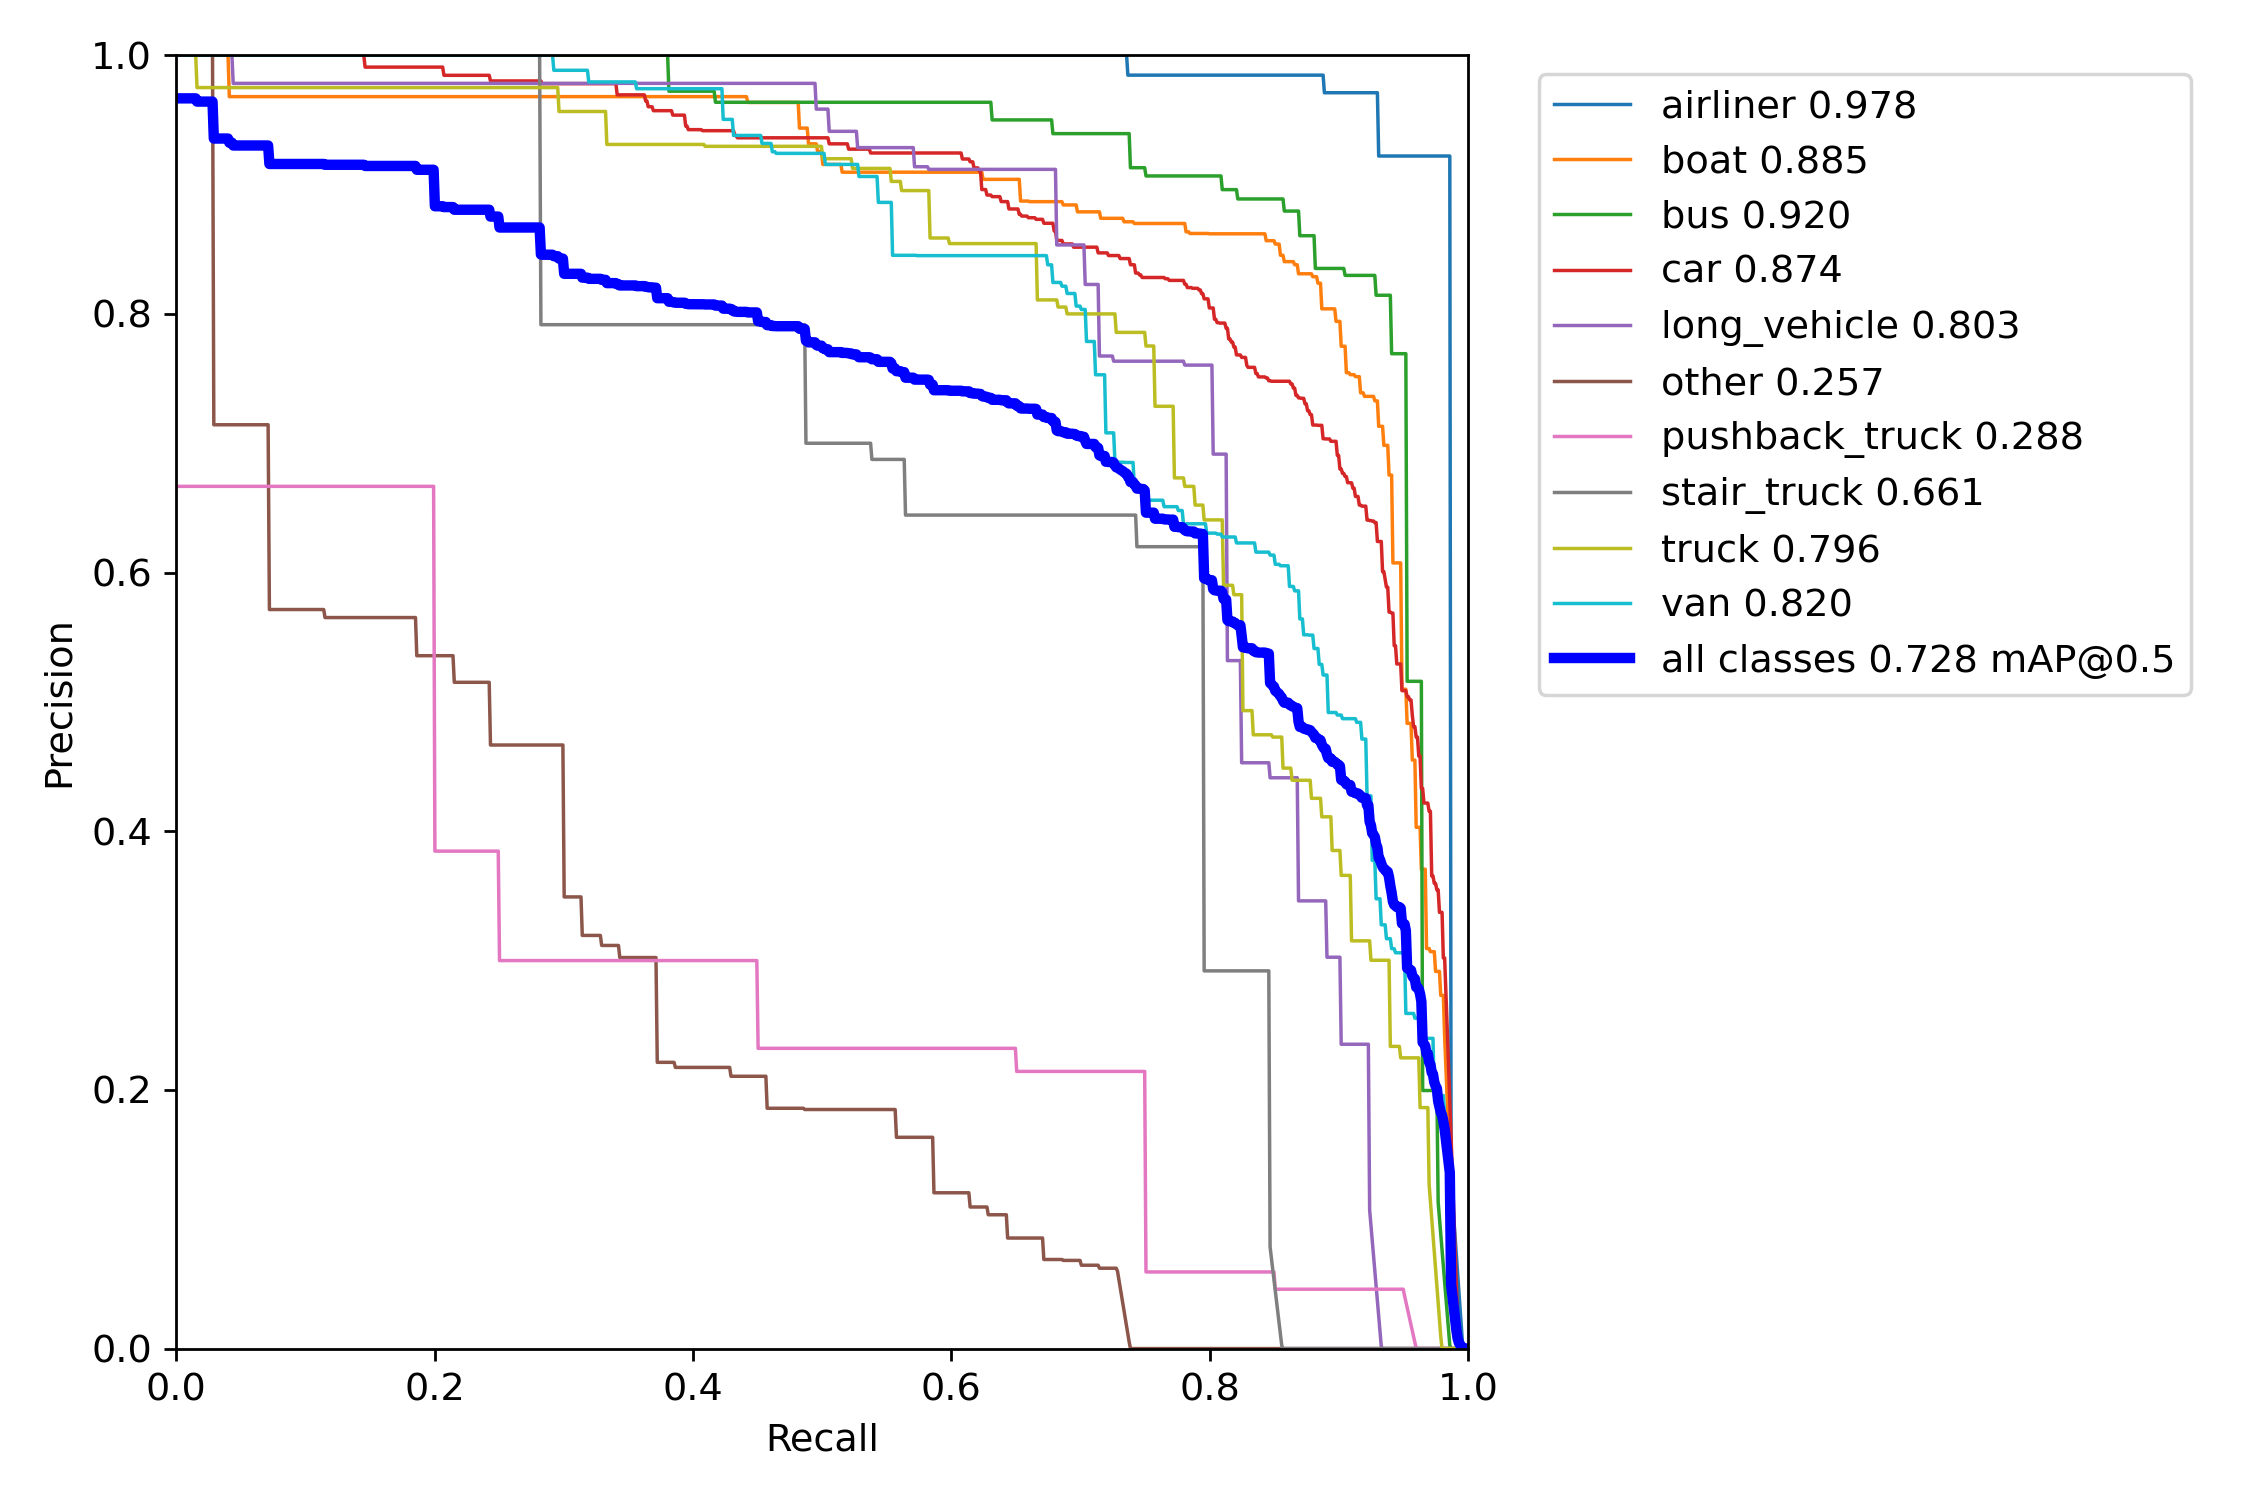 1.0
0.8
0.6
0.4
0.2
0.0
Precision
0.0 0.2 0.4 0.6 0.8 1.0
Recall
airliner 0.978
boat 0.885
bus 0.920
car 0.874
long_vehicle 0.803
other 0.257
pushback_truck 0.288
stair_truck 0.661
truck 0.796
van 0.820
all classes 0.728 mAP@0.5